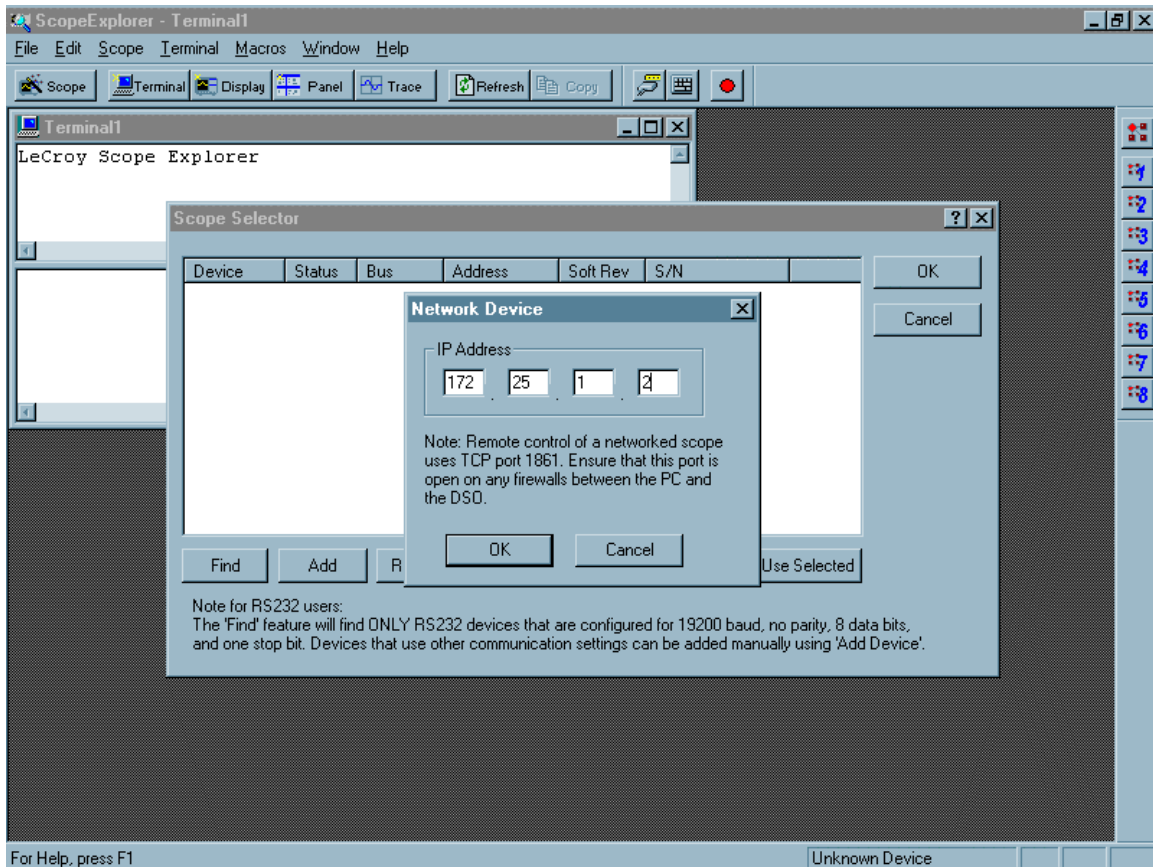 ScopeExplorer - Terminal1
File Edit Scope Terminal Macros Window Help
Scope Terminal Display Panel Trace Refresh Copy
Terminal1
LeCroy Scope Explorer
1
2
3
4
5
6
7
8
Scope Selector
Device Status Bus Address Soft Rev S/N
OK
Cancel
Network Device
IP Address
172 . 25 . 1 . 2
Note: Remote control of a networked scope
uses TCP port 1861. Ensure that this port is
open on any firewalls between the PC and
the DSO.
OK Cancel
Find Add R Use Selected
Note for RS232 users:
The 'Find' feature will find ONLY RS232 devices that are configured for 19200 baud, no parity, 8 data bits,
and one stop bit. Devices that use other communication settings can be added manually using 'Add Device'.
For Help, press F1 Unknown Device